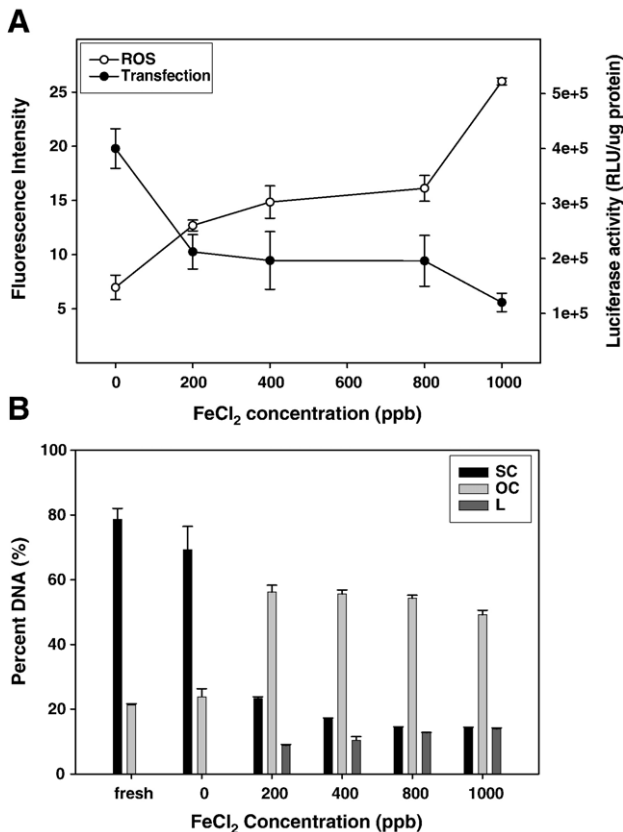 A
ROS
Transfection
Fluorescence Intensity
25
20
15
10
5
Luciferase activity (RLU/ug protein)
5e+5
4e+5
3e+5
2e+5
1e+5
0 200 400 600 800 1000
FeCl2 concentration (ppb)
B
SC
OC
L
Percent DNA (%)
100
80
60
40
20
0
fresh 0 200 400 800 1000
FeCl2 Concentration (ppb)